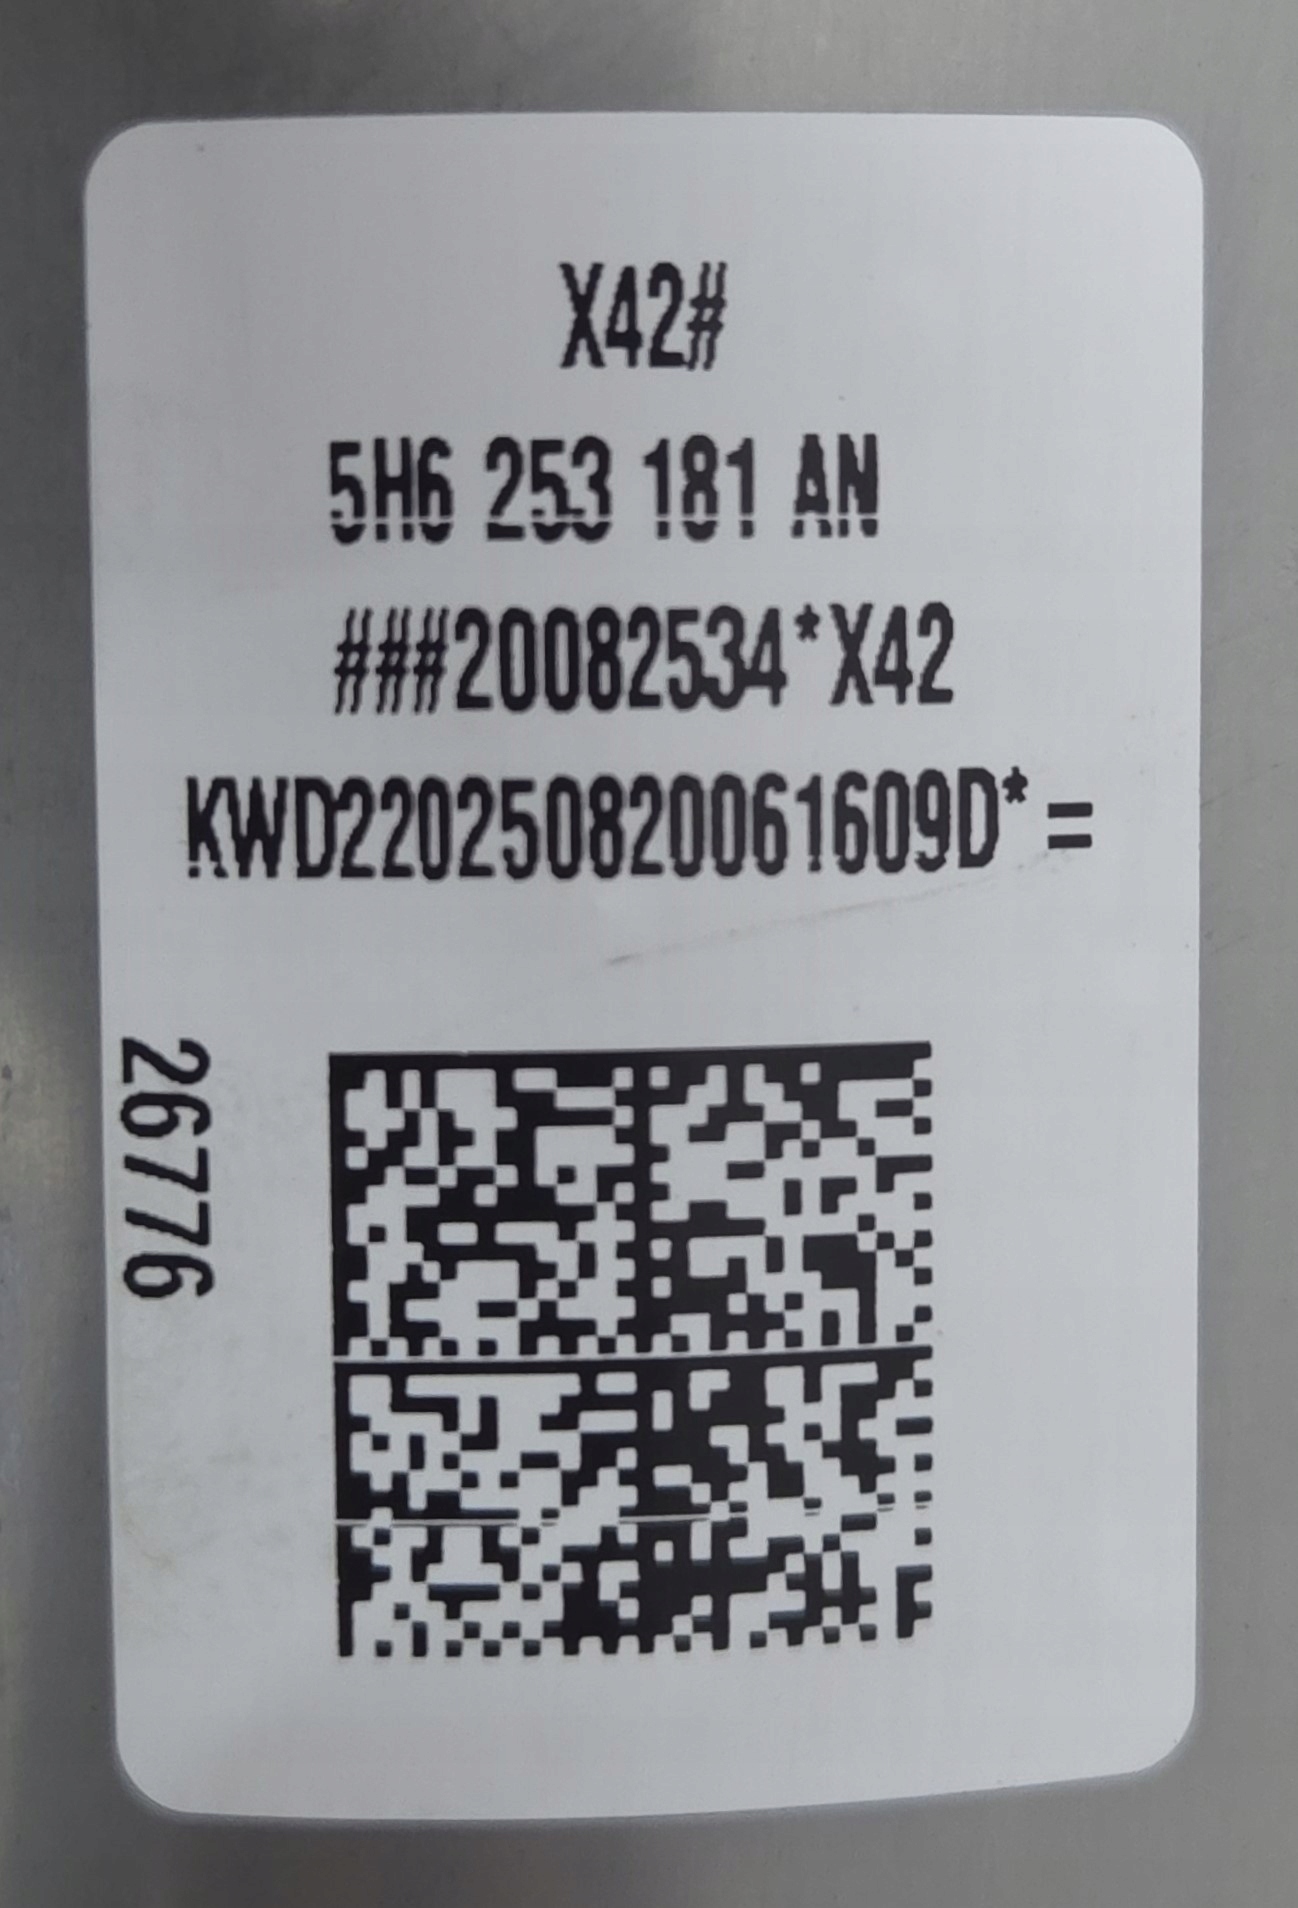 X42#
5H6 253 181 AN
###20082534*X42
KWD220250820061609D*=
26776